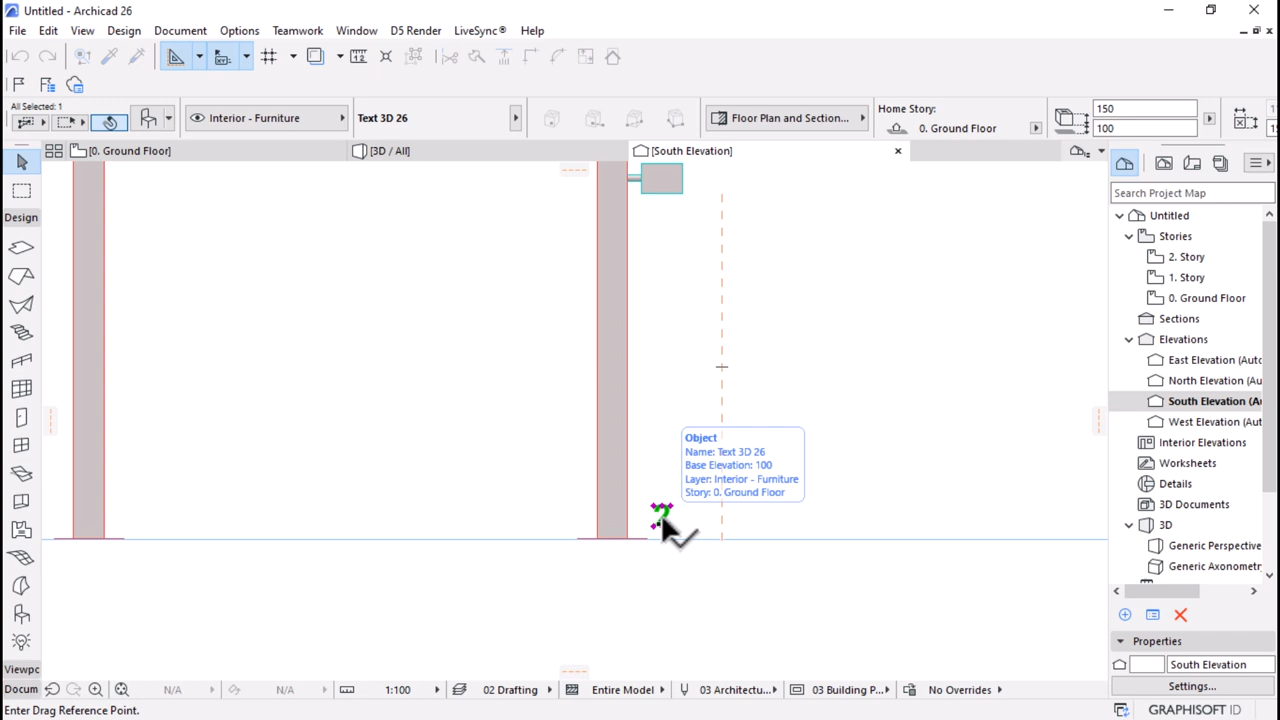 Untitled - Archicad 26
File Edit View Design Document Options Teamwork Window D5 Render LiveSync® Help
All Selected: 1
Interior - Furniture
Text 3D 26
Floor Plan and Section...
Home Story:
0. Ground Floor
150
100
[0. Ground Floor]
[3D / All]
[South Elevation]
Search Project Map
Design
Untitled
Stories
2. Story
1. Story
0. Ground Floor
Sections
Elevations
East Elevation (Aut
North Elevation (Au
South Elevation (Au
West Elevation (Aut
Interior Elevations
Worksheets
Details
3D Documents
3D
Generic Perspective
Generic Axonometr
Object
Name: Text 3D 26
Base Elevation: 100
Layer: Interior - Furniture
Story: 0. Ground Floor
2
Properties
South Elevation
Settings...
Viewpc
Docum
N/A
N/A
1:100
02 Drafting
Entire Model
03 Architectu...
03 Building P...
No Overrides
Enter Drag Reference Point.
GRAPHISOFT ID